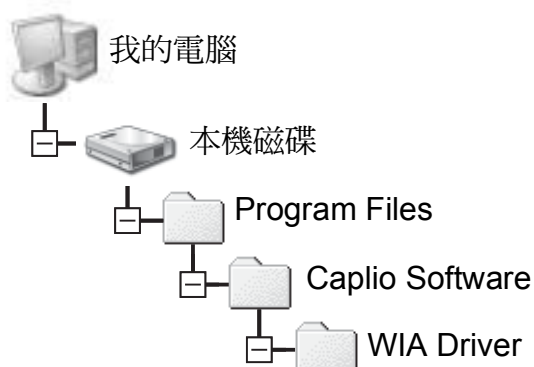 我的電腦
本機磁碟
Program Files
Caplio Software
WIA Driver